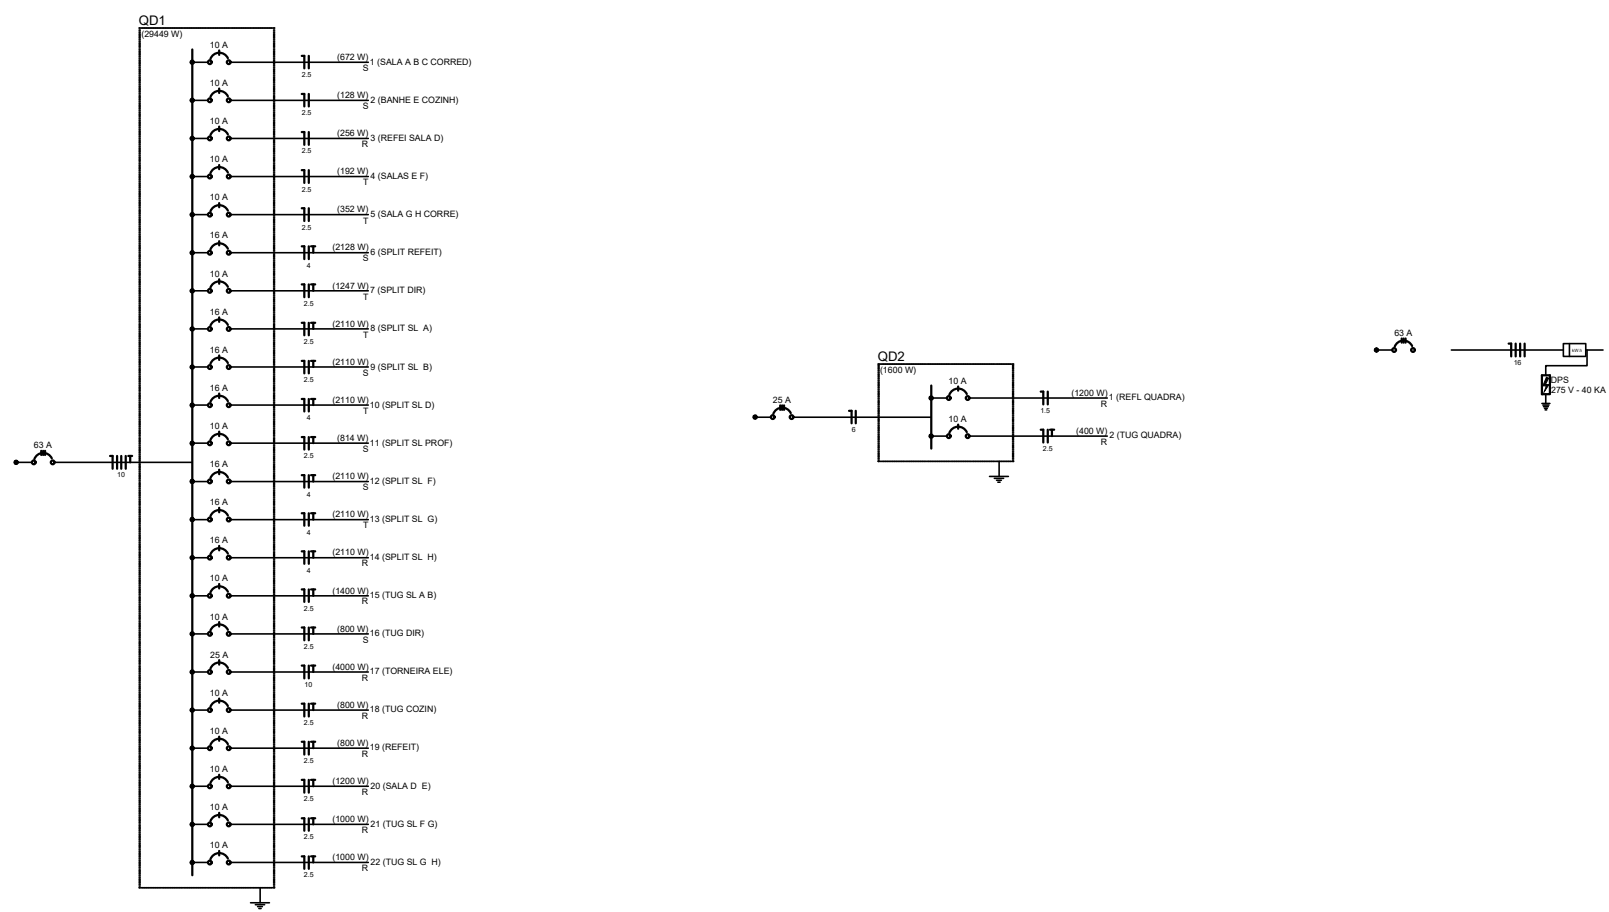 QD1
(29449 W)
63 A
10
10 A
2.5
(672 W) 1 (SALA A B C CORRED)
S
10 A
2.5
(128 W) 2 (BANHE E COZINH)
S
10 A
2.5
(256 W) 3 (REFEI SALA D)
R
10 A
2.5
(192 W) 4 (SALAS E F)
T
10 A
2.5
(352 W) 5 (SALA G H CORRE)
T
16 A
4
(2128 W) 6 (SPLIT REFEIT)
S
10 A
2.5
(1247 W) 7 (SPLIT DIR)
T
16 A
2.5
(2110 W) 8 (SPLIT SL A)
T
16 A
2.5
(2110 W) 9 (SPLIT SL B)
S
16 A
4
(2110 W) 10 (SPLIT SL D)
T
10 A
2.5
(814 W) 11 (SPLIT SL PROF)
S
16 A
4
(2110 W) 12 (SPLIT SL F)
S
16 A
4
(2110 W) 13 (SPLIT SL G)
T
16 A
4
(2110 W) 14 (SPLIT SL H)
R
10 A
2.5
(1400 W) 15 (TUG SL A B)
R
10 A
2.5
(800 W) 16 (TUG DIR)
S
25 A
10
(4000 W) 17 (TORNEIRA ELE)
R
10 A
2.5
(800 W) 18 (TUG COZIN)
R
10 A
2.5
(800 W) 19 (REFEIT)
R
10 A
2.5
(1200 W) 20 (SALA D E)
R
10 A
2.5
(1000 W) 21 (TUG SL F G)
R
10 A
2.5
(1000 W) 22 (TUG SL G H)
R
QD2
(1600 W)
25 A
6
10 A
1.5
(1200 W) 1 (REFL QUADRA)
R
10 A
2.5
(400 W) 2 (TUG QUADRA)
R
63 A
16
DPS
275 V - 40 KA